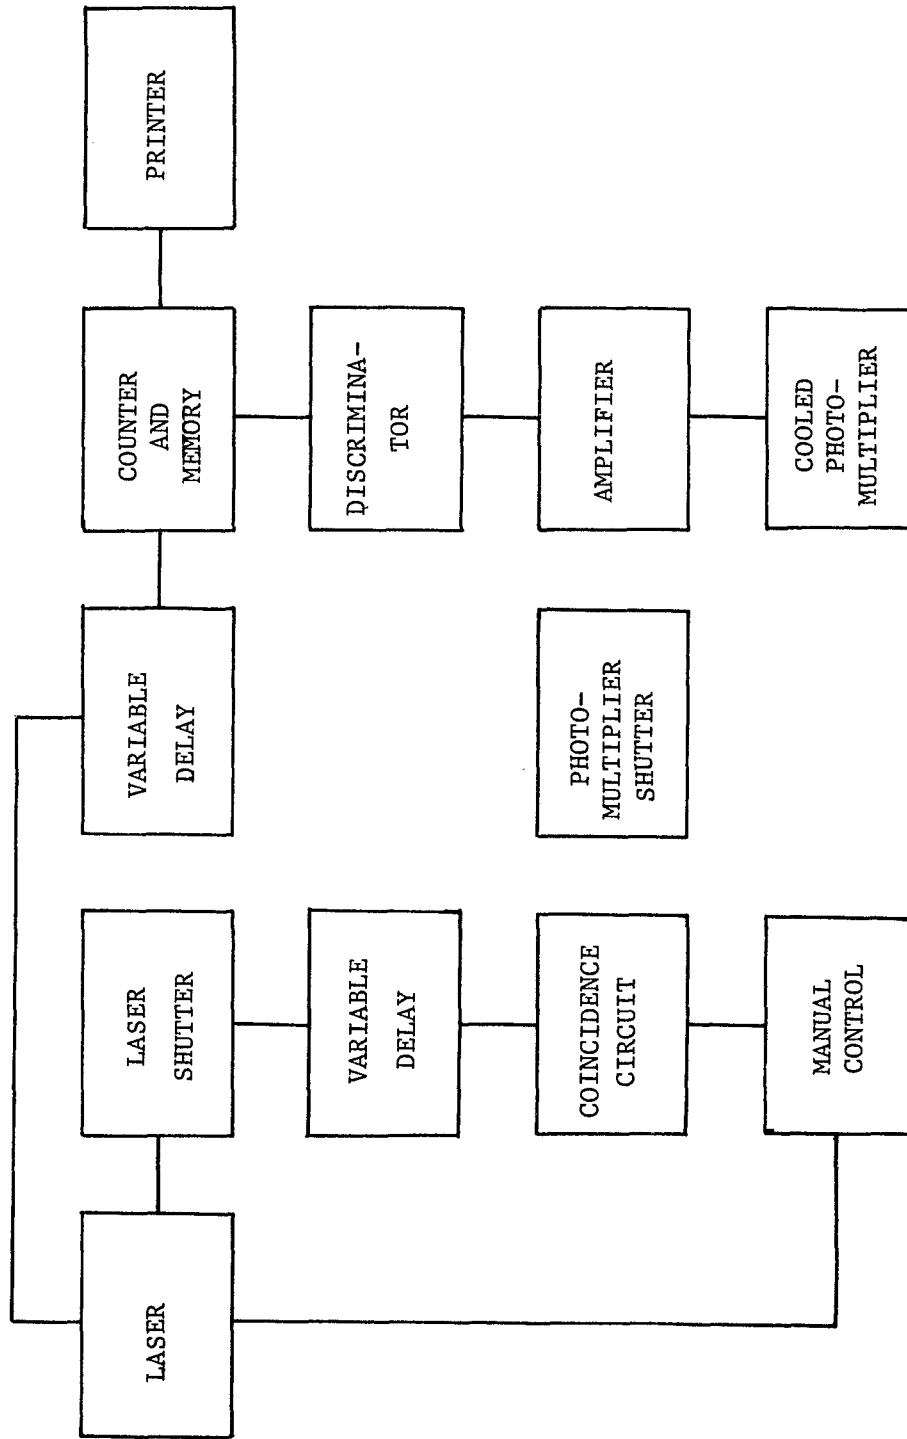 LASER
LASER
SHUTTER
VARIABLE
DELAY
COUNTER
AND
MEMORY
PRINTER
VARIABLE
DELAY
DISCRIMINA-
TOR
COINCIDENCE
CIRCUIT
PHOTO-
MULTIPLIER
SHUTTER
AMPLIFIER
MANUAL
CONTROL
COOLED
PHOTO-
MULTIPLIER